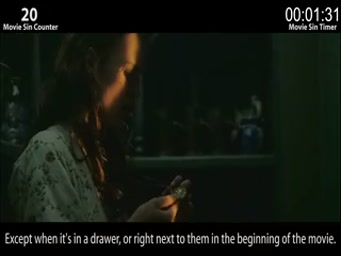 20
Movie Sin Counter
00:01:31
Movie Sin Timer
Except when it's in a drawer, or right next to them in the beginning of the movie.